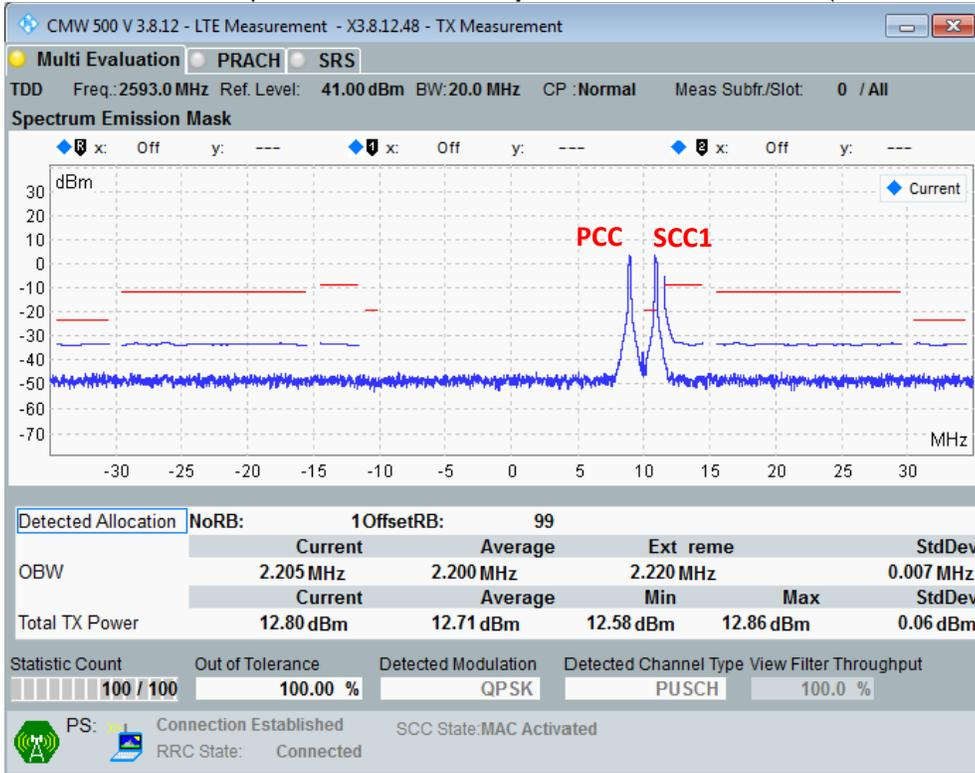 CMW 500 V 3.8.12 - LTE Measurement - X3.8.12.48 - TX Measurement
Multi Evaluation PRACH SRS
TDD Freq.: 2593.0 MHz Ref. Level: 41.00 dBm BW: 20.0 MHz CP : Normal Meas Subfr./Slot: 0 / All
Spectrum Emission Mask
R x: Off y: --- 1 x: Off y: --- 2 x: Off y: ---
dBm
Current
30
20
10
0
-10
-20
-30
-40
-50
-60
-70
PCC SCC1
MHz
-30 -25 -20 -15 -10 -5 0 5 10 15 20 25 30
Detected Allocation NoRB: 1 OffsetRB: 99
Current Average Ext reme StdDev
OBW 2.205 MHz 2.200 MHz 2.220 MHz 0.007 MHz
Current Average Min Max StdDev
Total TX Power 12.80 dBm 12.71 dBm 12.58 dBm 12.86 dBm 0.06 dBm
Statistic Count Out of Tolerance Detected Modulation Detected Channel Type View Filter Throughput
100 / 100 100.00 % QPSK PUSCH 100.0 %
PS: Connection Established SCC State: MAC Activated
RRC State: Connected